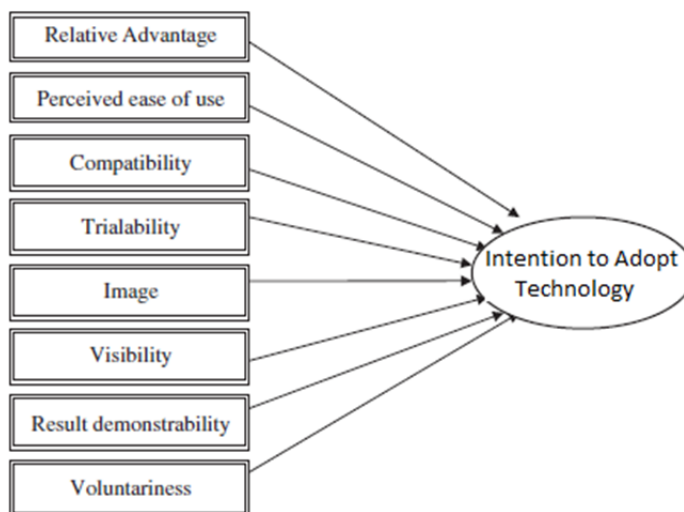 Relative Advantage
Perceived ease of use
Compatibility
Trialability
Image
Visibility
Result demonstrability
Voluntariness
Intention to Adopt
Technology